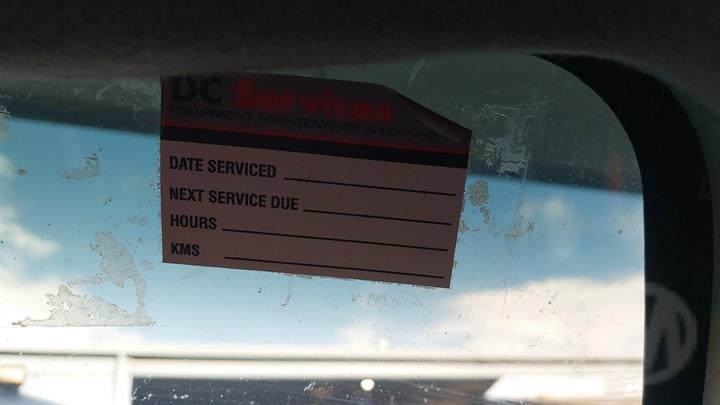 DC Services
EQUIPMENT MAINTENANCE & REPAIRS
DATE SERVICED
NEXT SERVICE DUE
HOURS
KMS